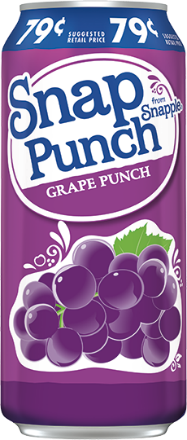 79¢ SUGGESTED RETAIL PRICE 79¢
Snap
from Snapple
Punch
GRAPE PUNCH